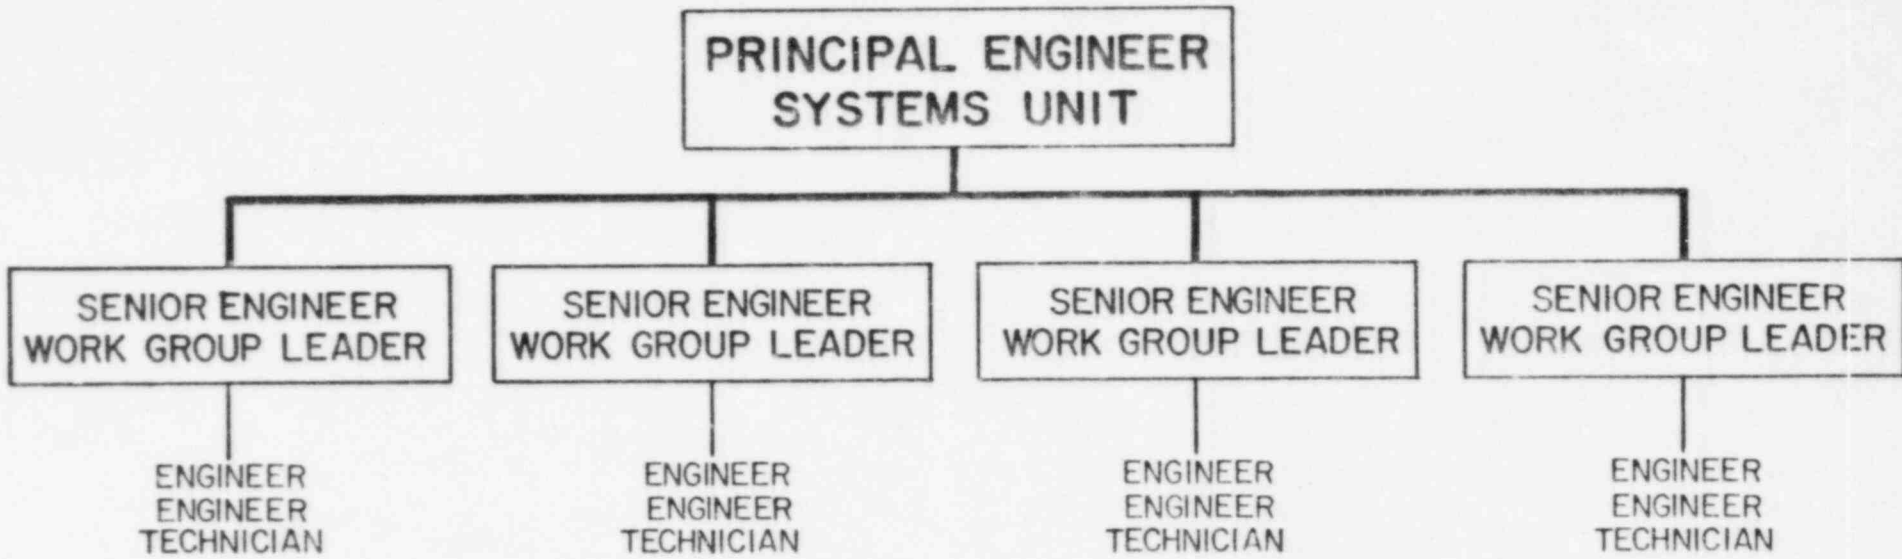 PRINCIPAL ENGINEER
SYSTEMS UNIT
SENIOR ENGINEER
WORK GROUP LEADER
SENIOR ENGINEER
WORK GROUP LEADER
SENIOR ENGINEER
WORK GROUP LEADER
SENIOR ENGINEER
WORK GROUP LEADER
ENGINEER
ENGINEER
TECHNICIAN
ENGINEER
ENGINEER
TECHNICIAN
ENGINEER
ENGINEER
TECHNICIAN
ENGINEER
ENGINEER
TECHNICIAN